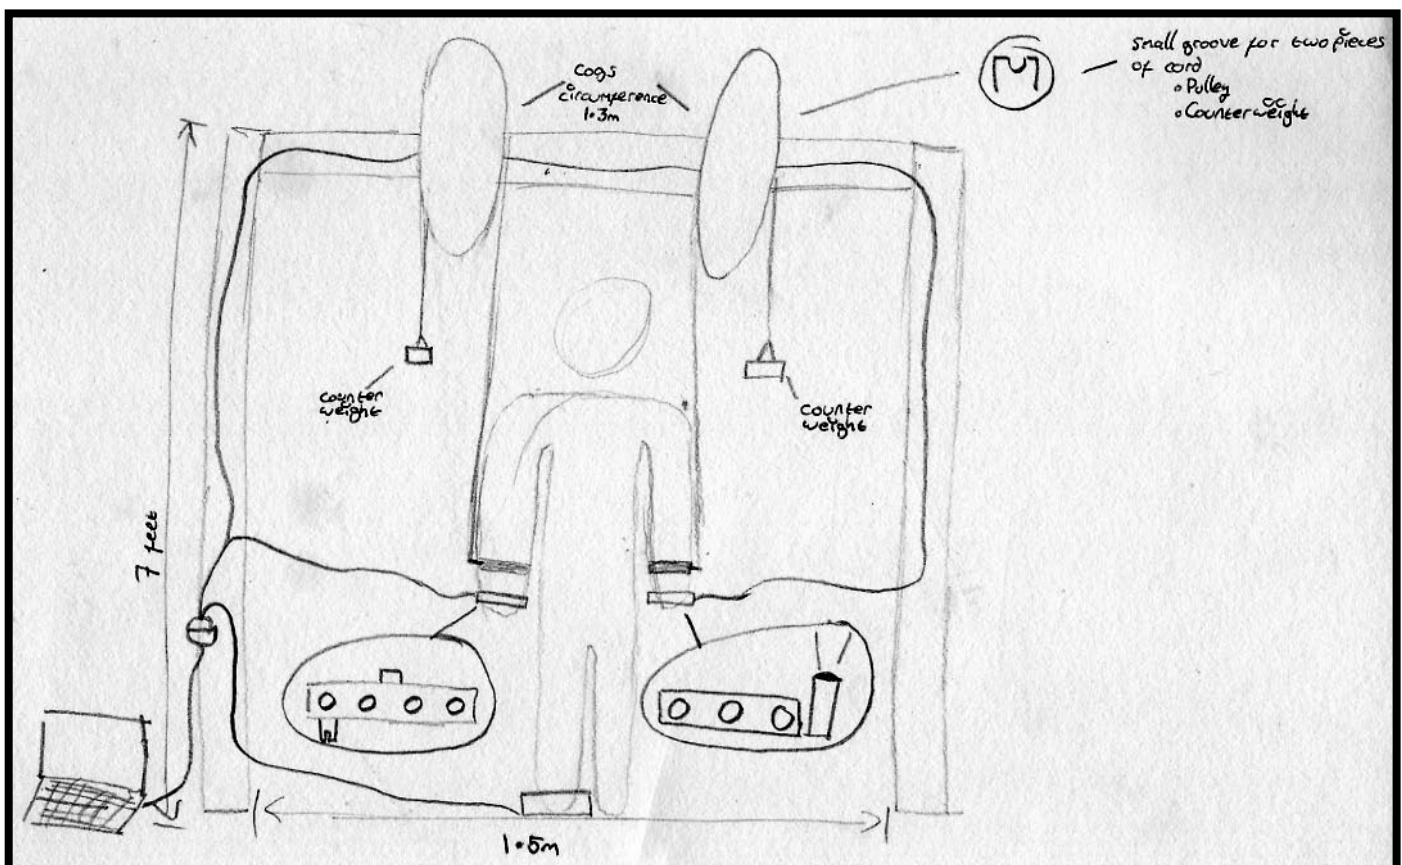 Small groove for two pieces
of cord
• Pulley
• Counterweight
Cogs
circumference
1.3m
counter
weight
counter
weight
7 feet
1.5m